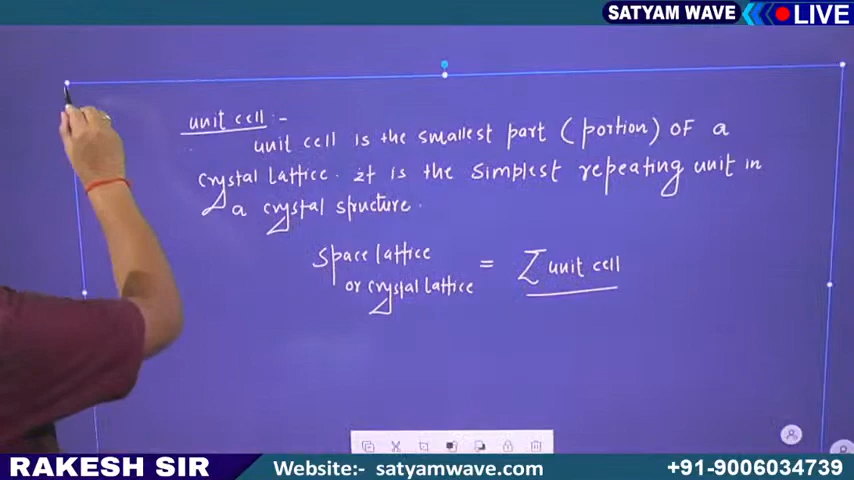 SATYAM WAVE LIVE
unit cell :-
unit cell is the smallest part (portion) OF a
crystal lattice. It is the simplest repeating unit in
a crystal structure.
Space lattice
or crystal lattice = Σ unit cell
RAKESH SIR Website:- satyamwave.com +91-9006034739